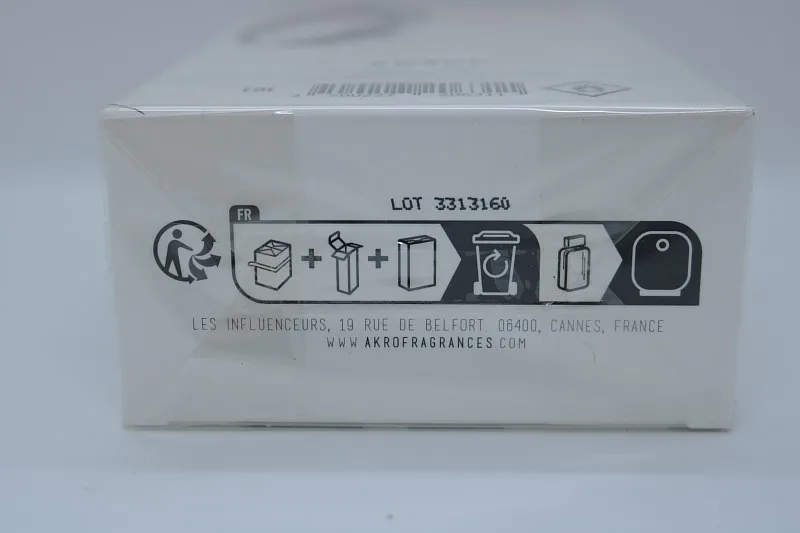 LOT 3313160
FR
LES INFLUENCEURS, 19 RUE DE BELFORT. 06400, CANNES, FRANCE
WWW.AKROFRAGRANCES.COM